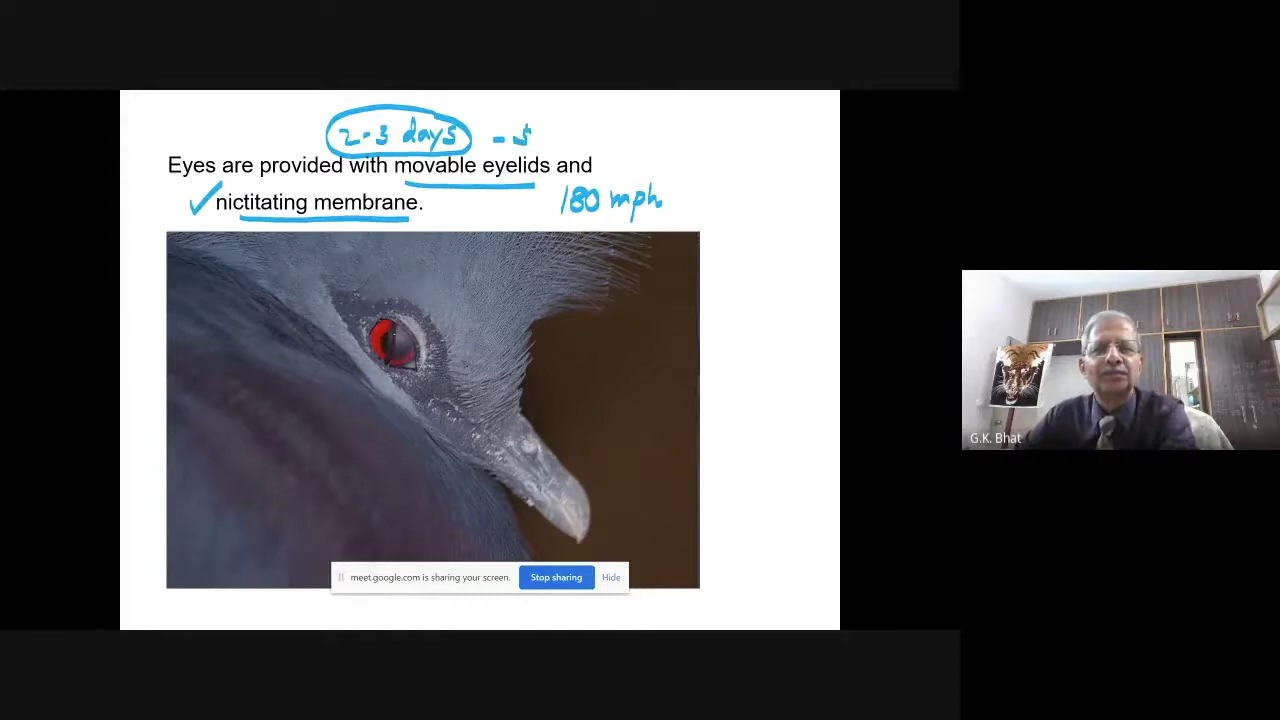 2-3 days - 5
Eyes are provided with movable eyelids and
nictitating membrane.
180 mph.
meet.google.com is sharing your screen.
Stop sharing
Hide
G.K. Bhat